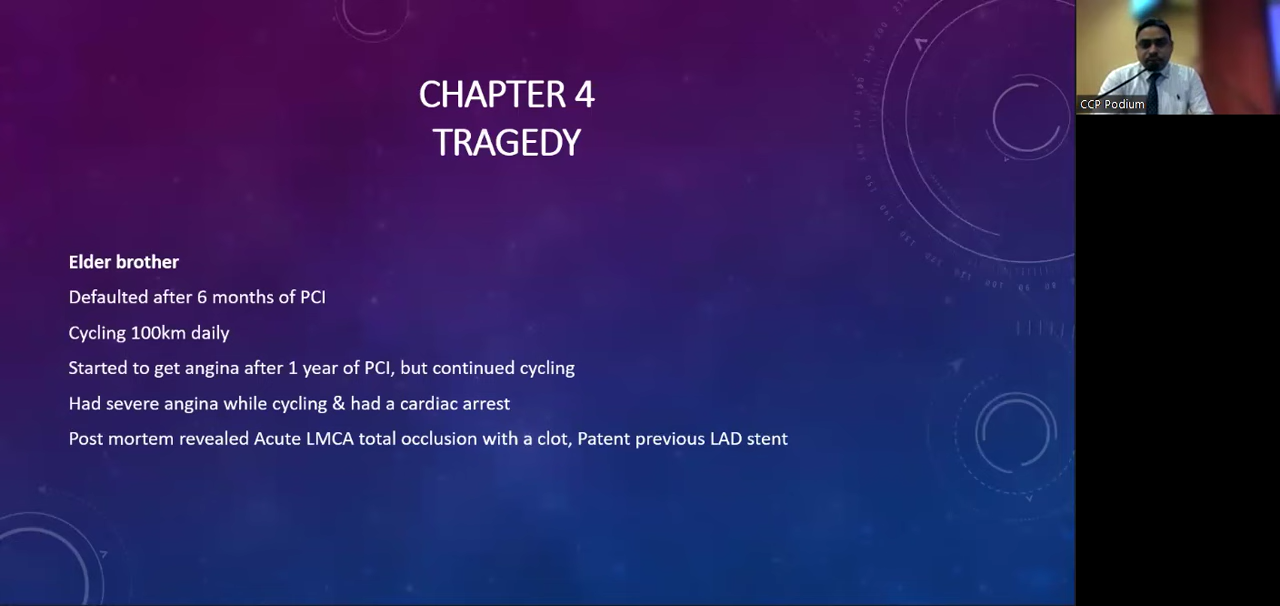 CHAPTER 4
TRAGEDY
Elder brother
Defaulted after 6 months of PCI
Cycling 100km daily
Started to get angina after 1 year of PCI, but continued cycling
Had severe angina while cycling & had a cardiac arrest
Post mortem revealed Acute LMCA total occlusion with a clot, Patent previous LAD stent
CCP Podium